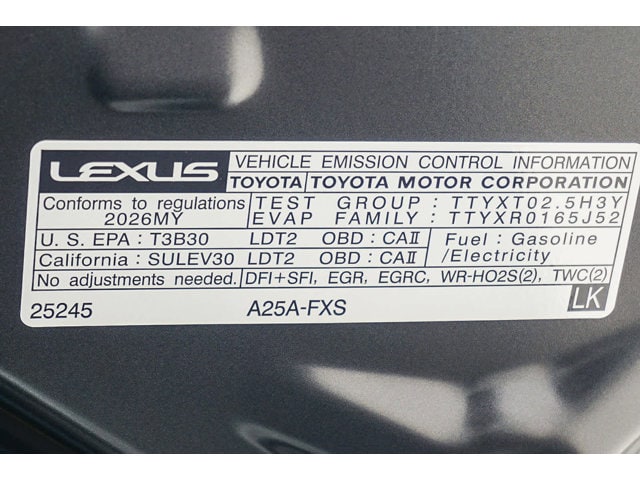 LEXUS VEHICLE EMISSION CONTROL INFORMATION
TOYOTA TOYOTA MOTOR CORPORATION
Conforms to regulations TEST GROUP : TTYXT02.5H3Y
2026MY EVAP FAMILY : TTYXR0165J52
U. S. EPA : T3B30 LDT2 OBD : CAII Fuel : Gasoline
California : SULEV30 LDT2 OBD : CAII /Electricity
No adjustments needed. DFI+SFI, EGR, EGRC, WR-HO2S(2), TWC(2)
25245 A25A-FXS LK